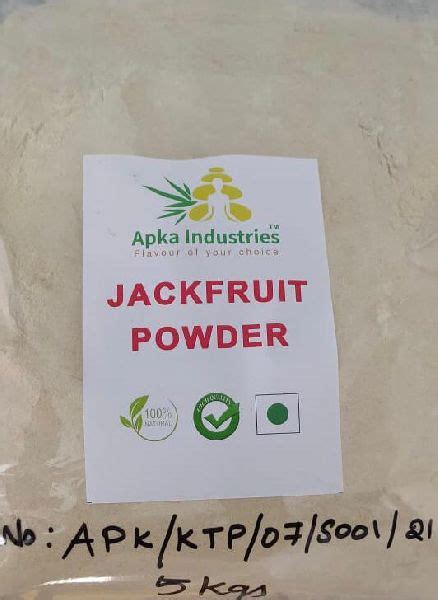 Apka Industries TM
Flavour of your choice
JACKFRUIT
POWDER
100%
NATURAL
No: APK/KTP/07/S001/21
5 kgs